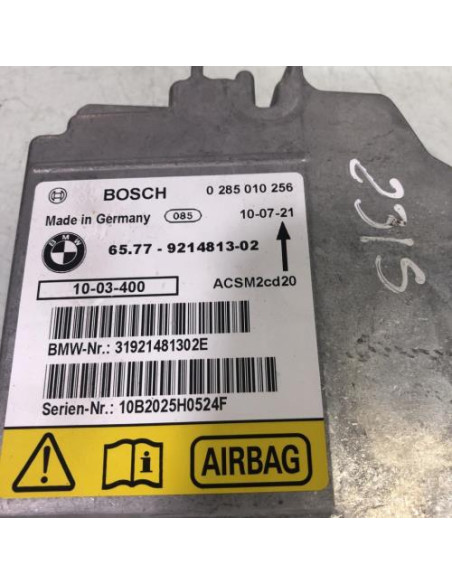 BOSCH 0 285 010 256
Made in Germany 085 10-07-21
BMW 65.77 - 9214813-02
10-03-400 ACSM2cd20
BMW-Nr.: 31921481302E
Serien-Nr.: 10B2025H0524F
AIRBAG